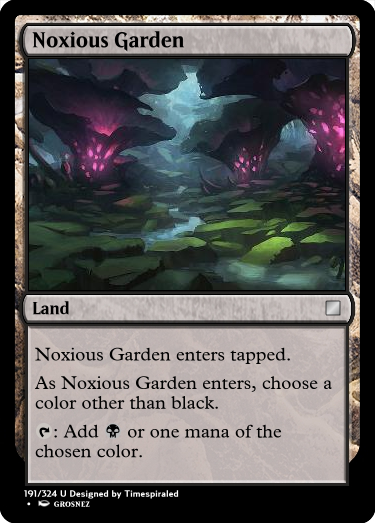 Noxious Garden
Land
Noxious Garden enters tapped.
As Noxious Garden enters, choose a
color other than black.
: Add or one mana of the
chosen color.
191/324 U Designed by Timespiraled
• GROSNEZ